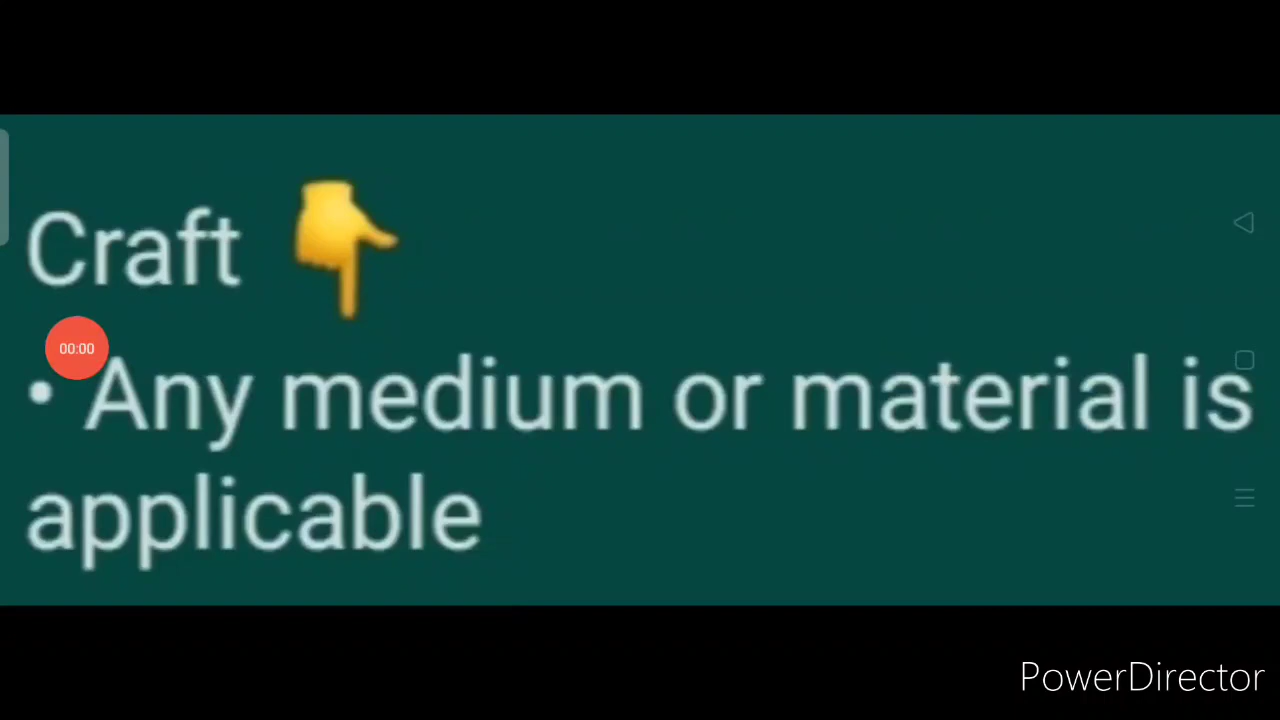 Craft 👇
00:00
• Any medium or material is
applicable
PowerDirector